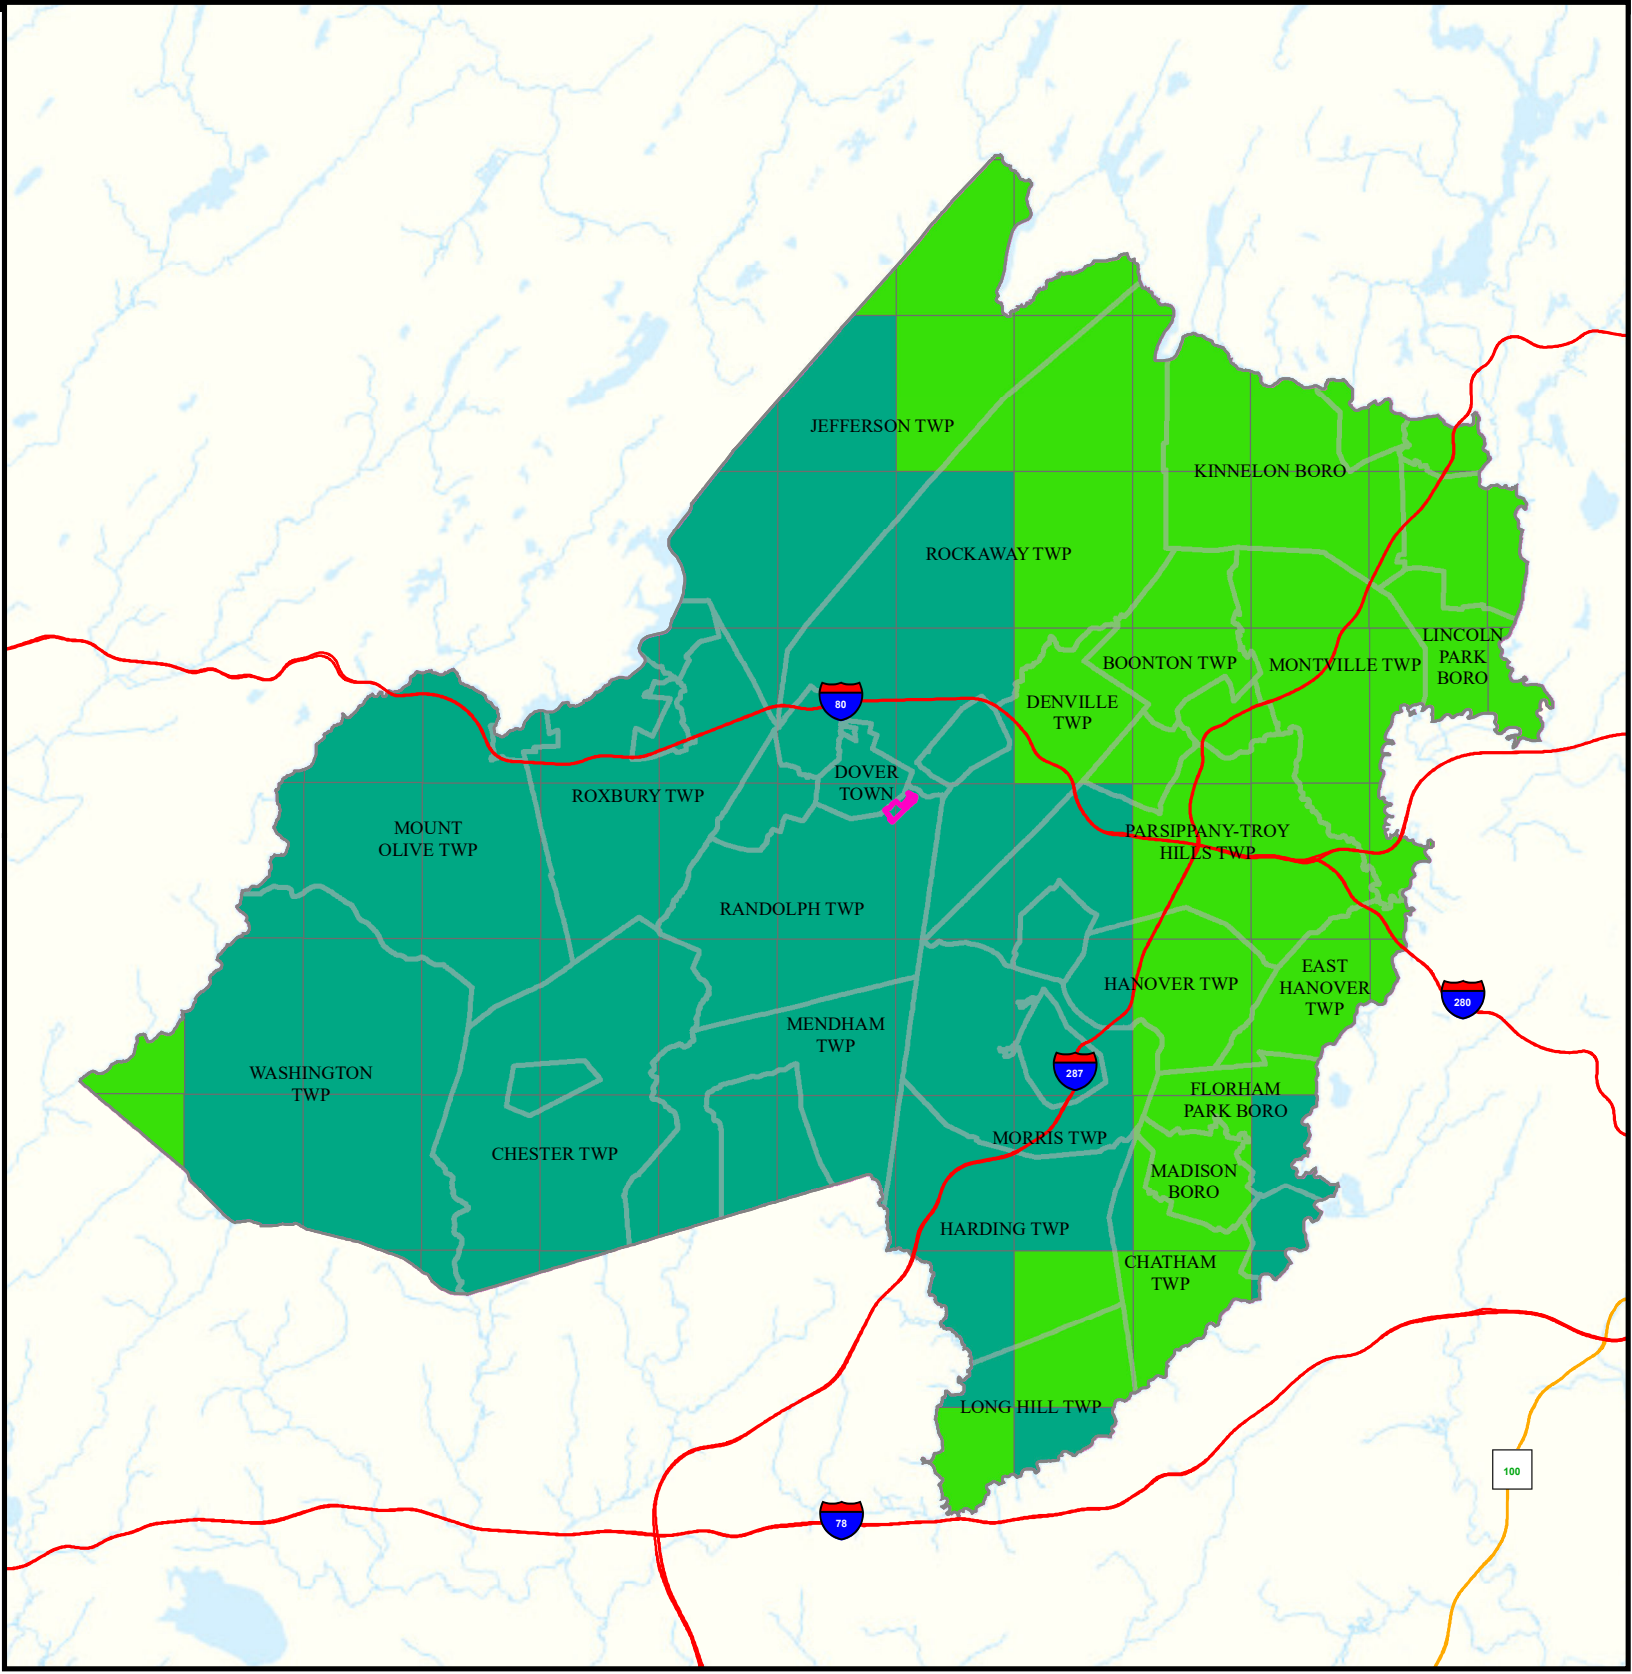 JEFFERSON TWP
KINNELON BORO
ROCKAWAY TWP
LINCOLN
PARK
BORO
BOONTON TWP
MONTVILLE TWP
DENVILLE
TWP
80
DOVER
TOWN
ROXBURY TWP
MOUNT
OLIVE TWP
PARSIPPANY-TROY
HILLS TWP
RANDOLPH TWP
EAST
HANOVER
TWP
HANOVER TWP
280
MENDHAM
TWP
WASHINGTON
TWP
287
FLORHAM
PARK BORO
MORRIS TWP
CHESTER TWP
MADISON
BORO
HARDING TWP
CHATHAM
TWP
LONG HILL TWP
100
78